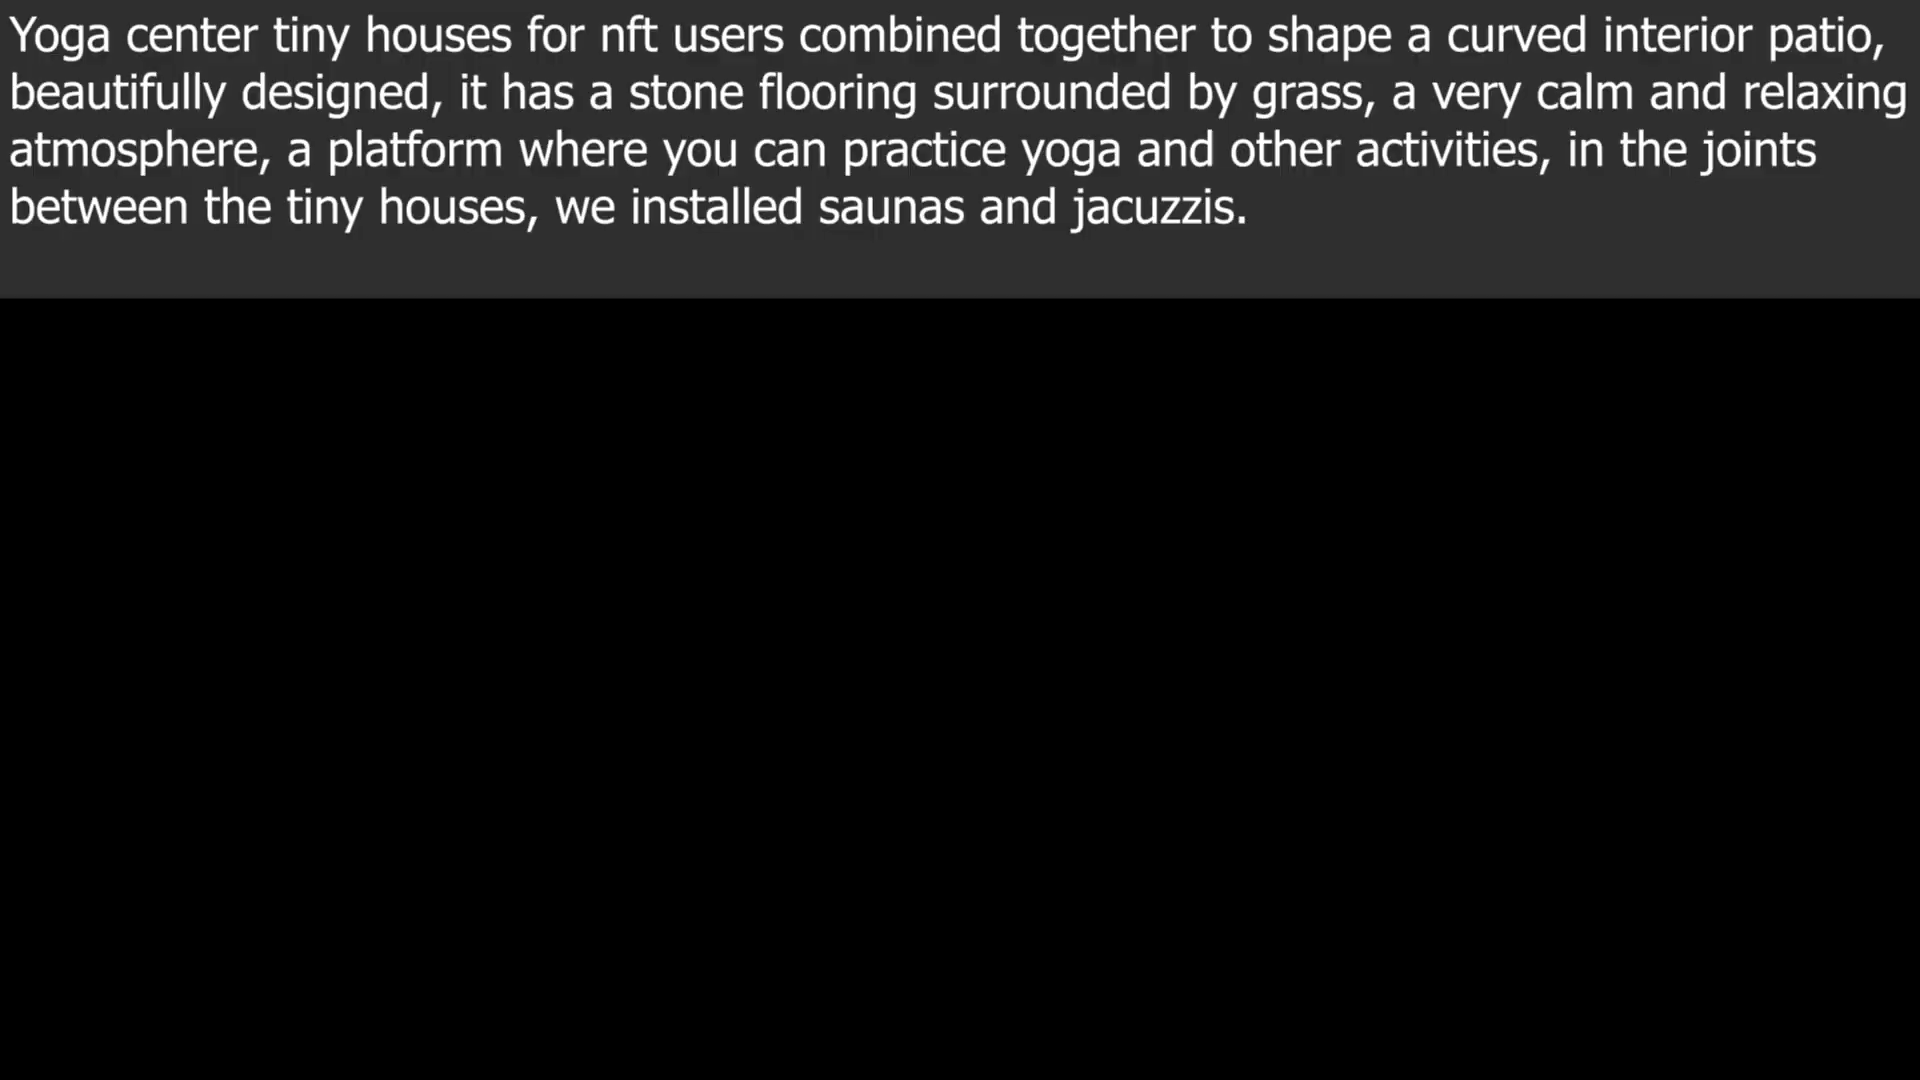 Yoga center tiny houses for nft users combined together to shape a curved interior patio,
beautifully designed, it has a stone flooring surrounded by grass, a very calm and relaxing
atmosphere, a platform where you can practice yoga and other activities, in the joints
between the tiny houses, we installed saunas and jacuzzis.